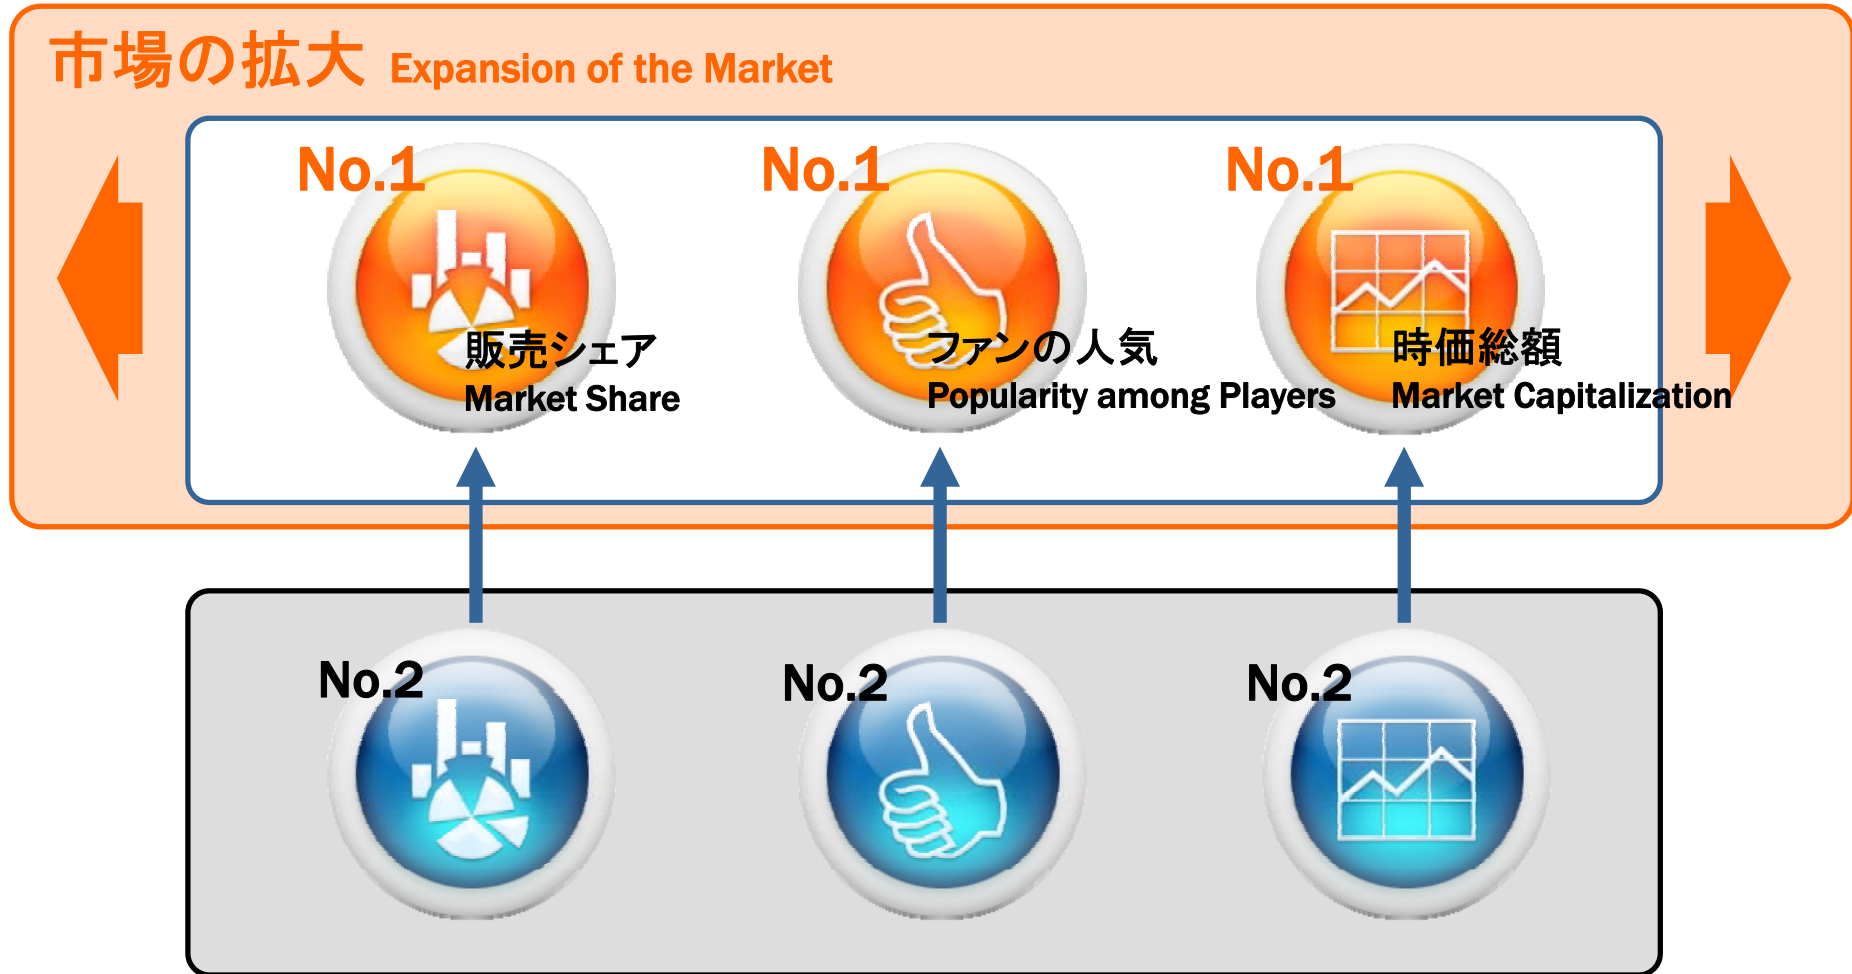 市場の拡大 Expansion of the Market
No.1
No.1
No.1
販売シェア
Market Share
ファンの人気
Popularity among Players
時価総額
Market Capitalization
No.2
No.2
No.2